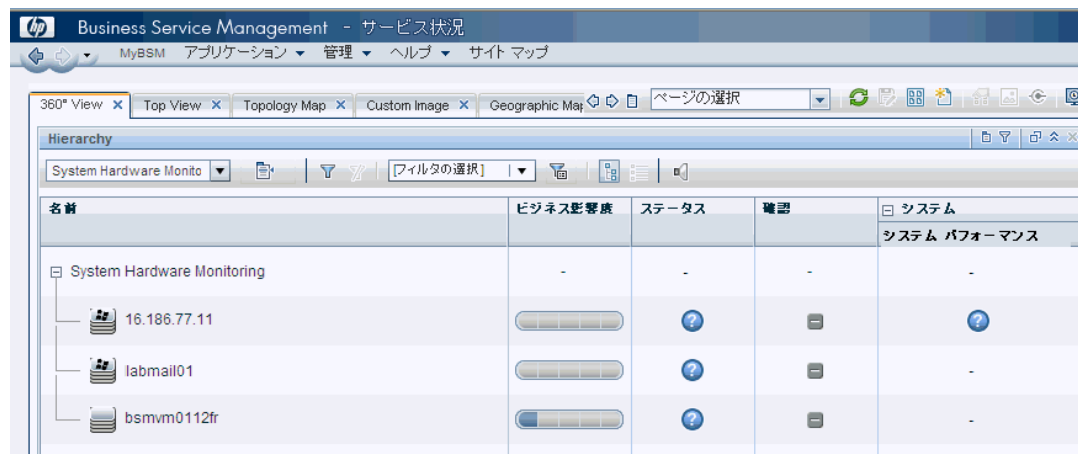 hp Business Service Management - サービス状況
MyBSM アプリケーション 管理 ヘルプ サイト マップ
360° View Top View Topology Map Custom Image Geographic Map ページの選択
Hierarchy
System Hardware Monito [フィルタの選択]
名前 ビジネス影響度 ステータス 確認 システム
システム パフォーマンス
System Hardware Monitoring - - - -
16.186.77.11
labmail01 -
bsmvm0112fr -